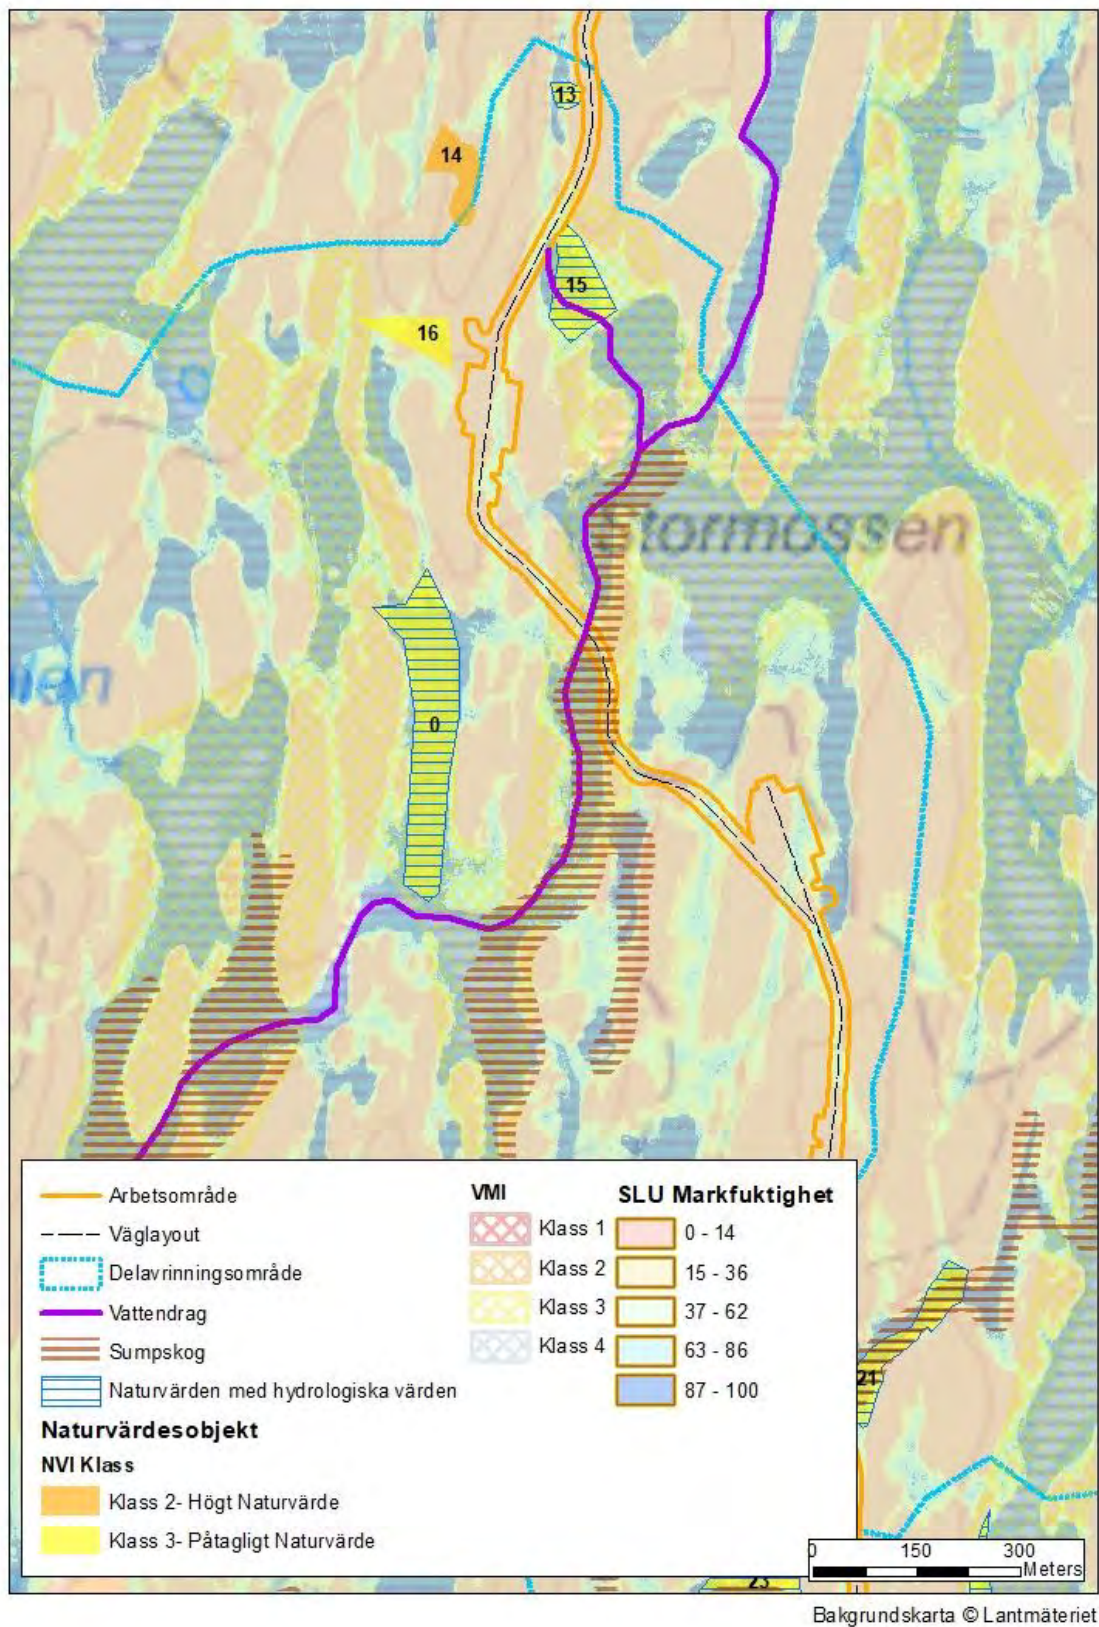 13
14
15
16
tormossen
0
21
Arbetsområde
Väglayout
Delavrinningsområde
Vattendrag
Sumpskog
Naturvärden med hydrologiska värden
Naturvärdesobjekt
NVI Klass
Klass 2- Högt Naturvärde
Klass 3- Påtagligt Naturvärde
VMI
Klass 1
Klass 2
Klass 3
Klass 4
SLU Markfuktighet
0 - 14
15 - 36
37 - 62
63 - 86
87 - 100
0 150 300
Meters
23
Bakgrundskarta © Lantmäteriet